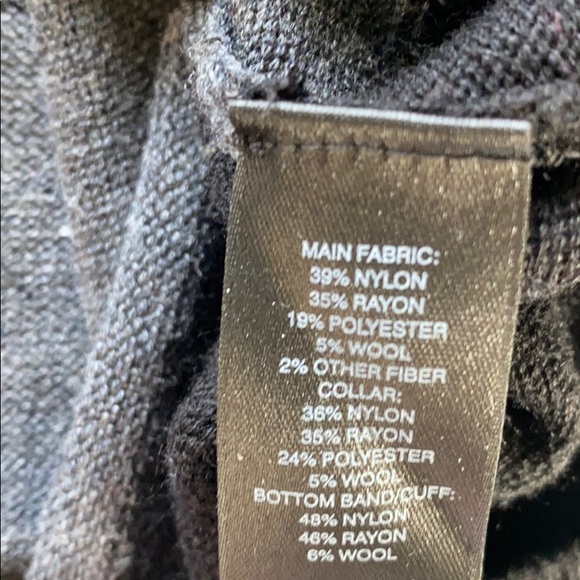 MAIN FABRIC:
39% NYLON
35% RAYON
19% POLYESTER
5% WOOL
2% OTHER FIBER
COLLAR:
36% NYLON
35% RAYON
24% POLYESTER
5% WOOL
BOTTOM BAND/CUFF:
48% NYLON
46% RAYON
6% WOOL